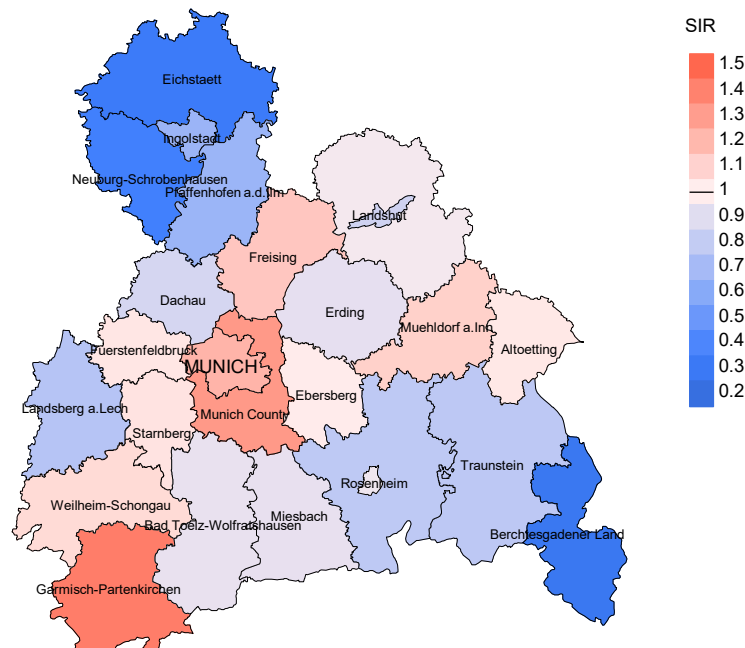 SIR
1.5
1.4
1.3
1.2
1.1
1
0.9
0.8
0.7
0.6
0.5
0.4
0.3
0.2
Eichstaett
Ingolstadt
Neuburg-Schrobenhausen
Pfaffenhofen a.d.Ilm
Landshut
Freising
Dachau
Erding
Muehldorf a.Inn
Fuerstenfeldbruck
Altoetting
MUNICH
Ebersberg
Landsberg a.Lech
Munich County
Starnberg
Traunstein
Rosenheim
Weilheim-Schongau
Miesbach
Bad Toelz-Wolfratshausen
Berchtesgadener Land
Garmisch-Partenkirchen